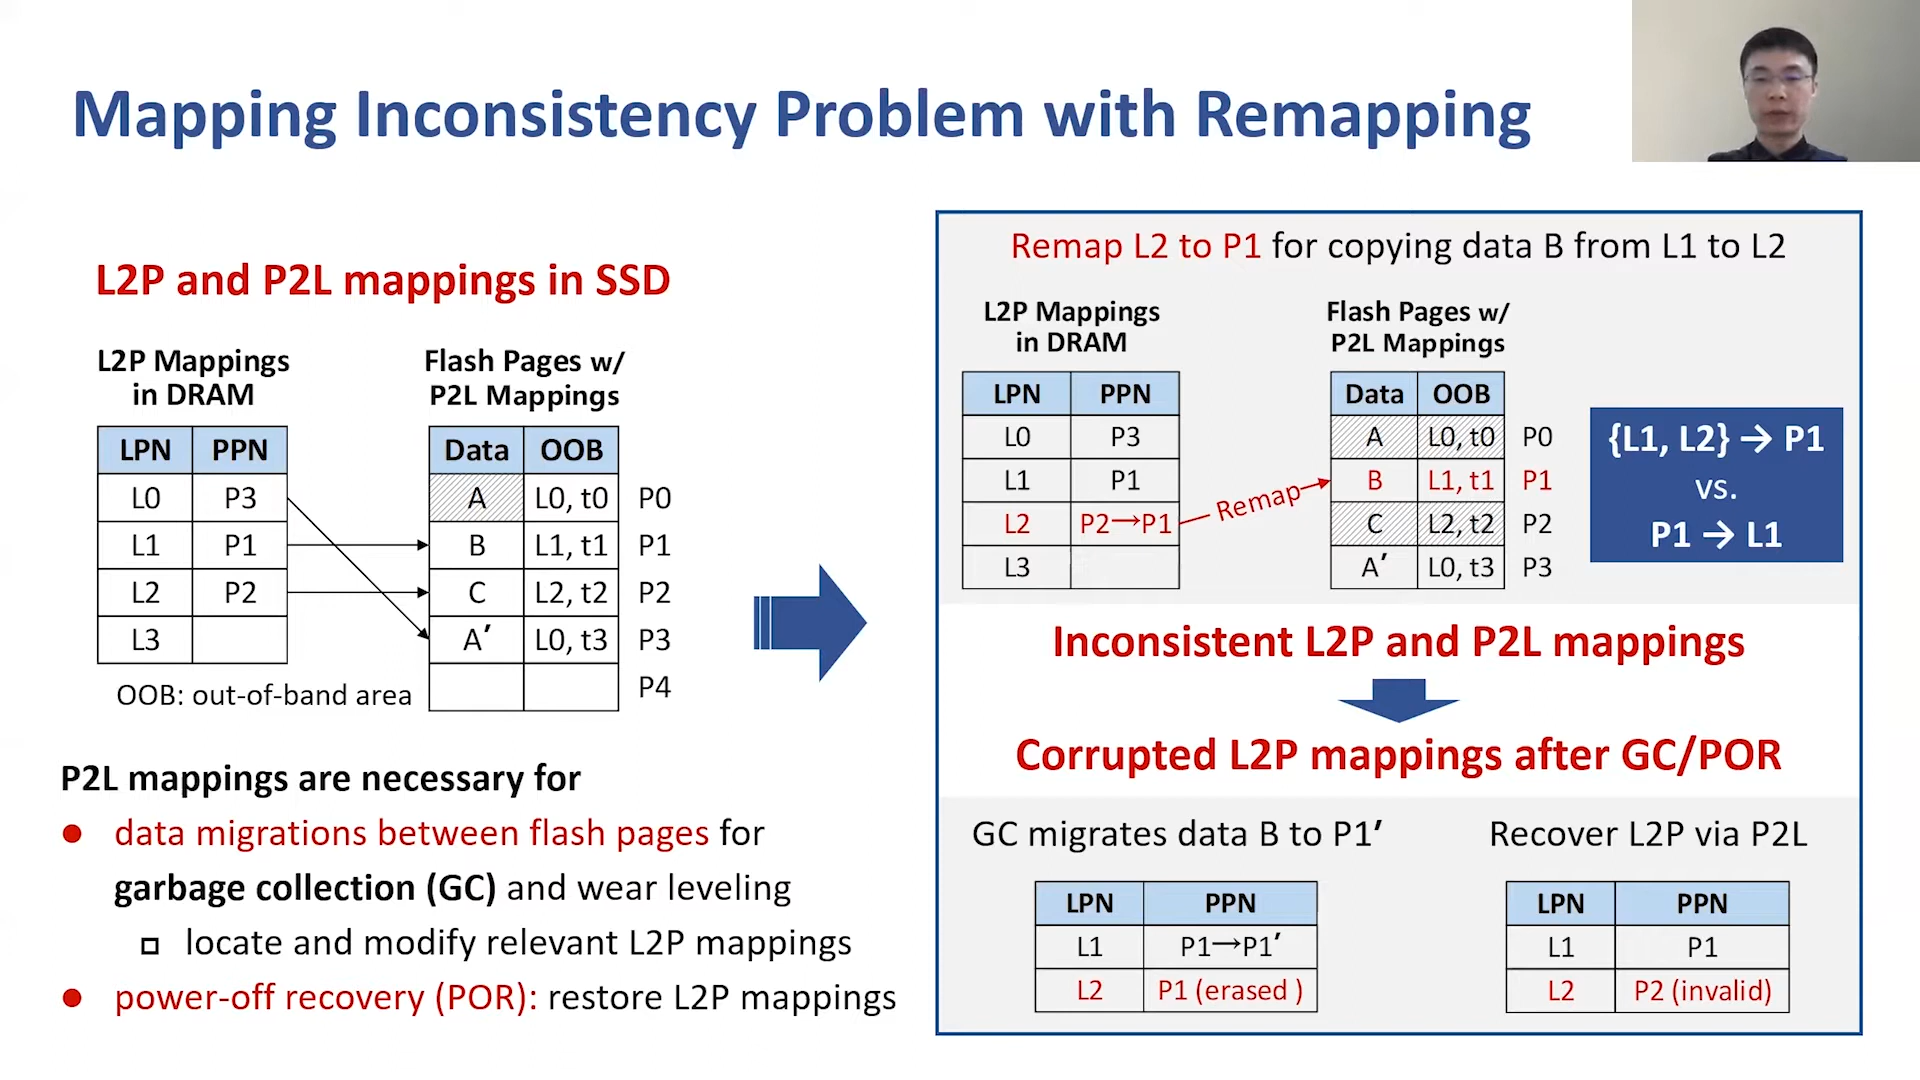 Mapping Inconsistency Problem with Remapping
L2P and P2L mappings in SSD
L2P Mappings
in DRAM
LPN PPN
L0 P3
L1 P1
L2 P2
L3
Flash Pages w/
P2L Mappings
Data OOB
A L0, t0 P0
B L1, t1 P1
C L2, t2 P2
A′ L0, t3 P3
P4
OOB: out-of-band area
P2L mappings are necessary for
● data migrations between flash pages for
garbage collection (GC) and wear leveling
locate and modify relevant L2P mappings
● power-off recovery (POR): restore L2P mappings
Remap L2 to P1 for copying data B from L1 to L2
L2P Mappings
in DRAM
LPN PPN
L0 P3
L1 P1
L2 P2→P1
L3
Remap
Flash Pages w/
P2L Mappings
Data OOB
A L0, t0 P0
B L1, t1 P1
C L2, t2 P2
A′ L0, t3 P3
{L1, L2} → P1
vs.
P1 → L1
Inconsistent L2P and P2L mappings
Corrupted L2P mappings after GC/POR
GC migrates data B to P1′
LPN PPN
L1 P1→P1′
L2 P1 (erased )
Recover L2P via P2L
LPN PPN
L1 P1
L2 P2 (invalid)